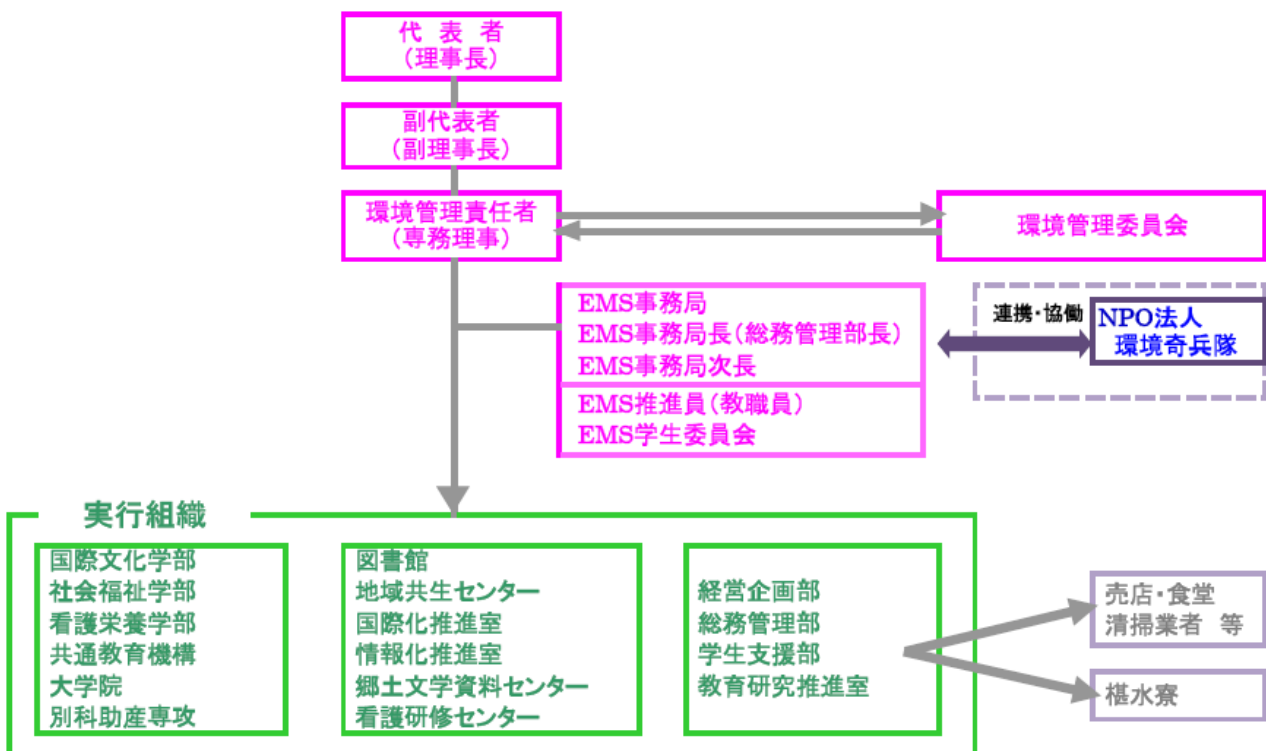 代 表 者
(理事長)
副代表者
(副理事長)
環境管理責任者
(専務理事)
環境管理委員会
EMS事務局
EMS事務局長(総務管理部長)
EMS事務局次長
EMS推進員(教職員)
EMS学生委員会
連携・協働
NPO法人
環境奇兵隊
実行組織
国際文化学部
社会福祉学部
看護栄養学部
共通教育機構
大学院
別科助産専攻
図書館
地域共生センター
国際化推進室
情報化推進室
郷土文学資料センター
看護研修センター
経営企画部
総務管理部
学生支援部
教育研究推進室
売店・食堂
清掃業者 等
椹水寮